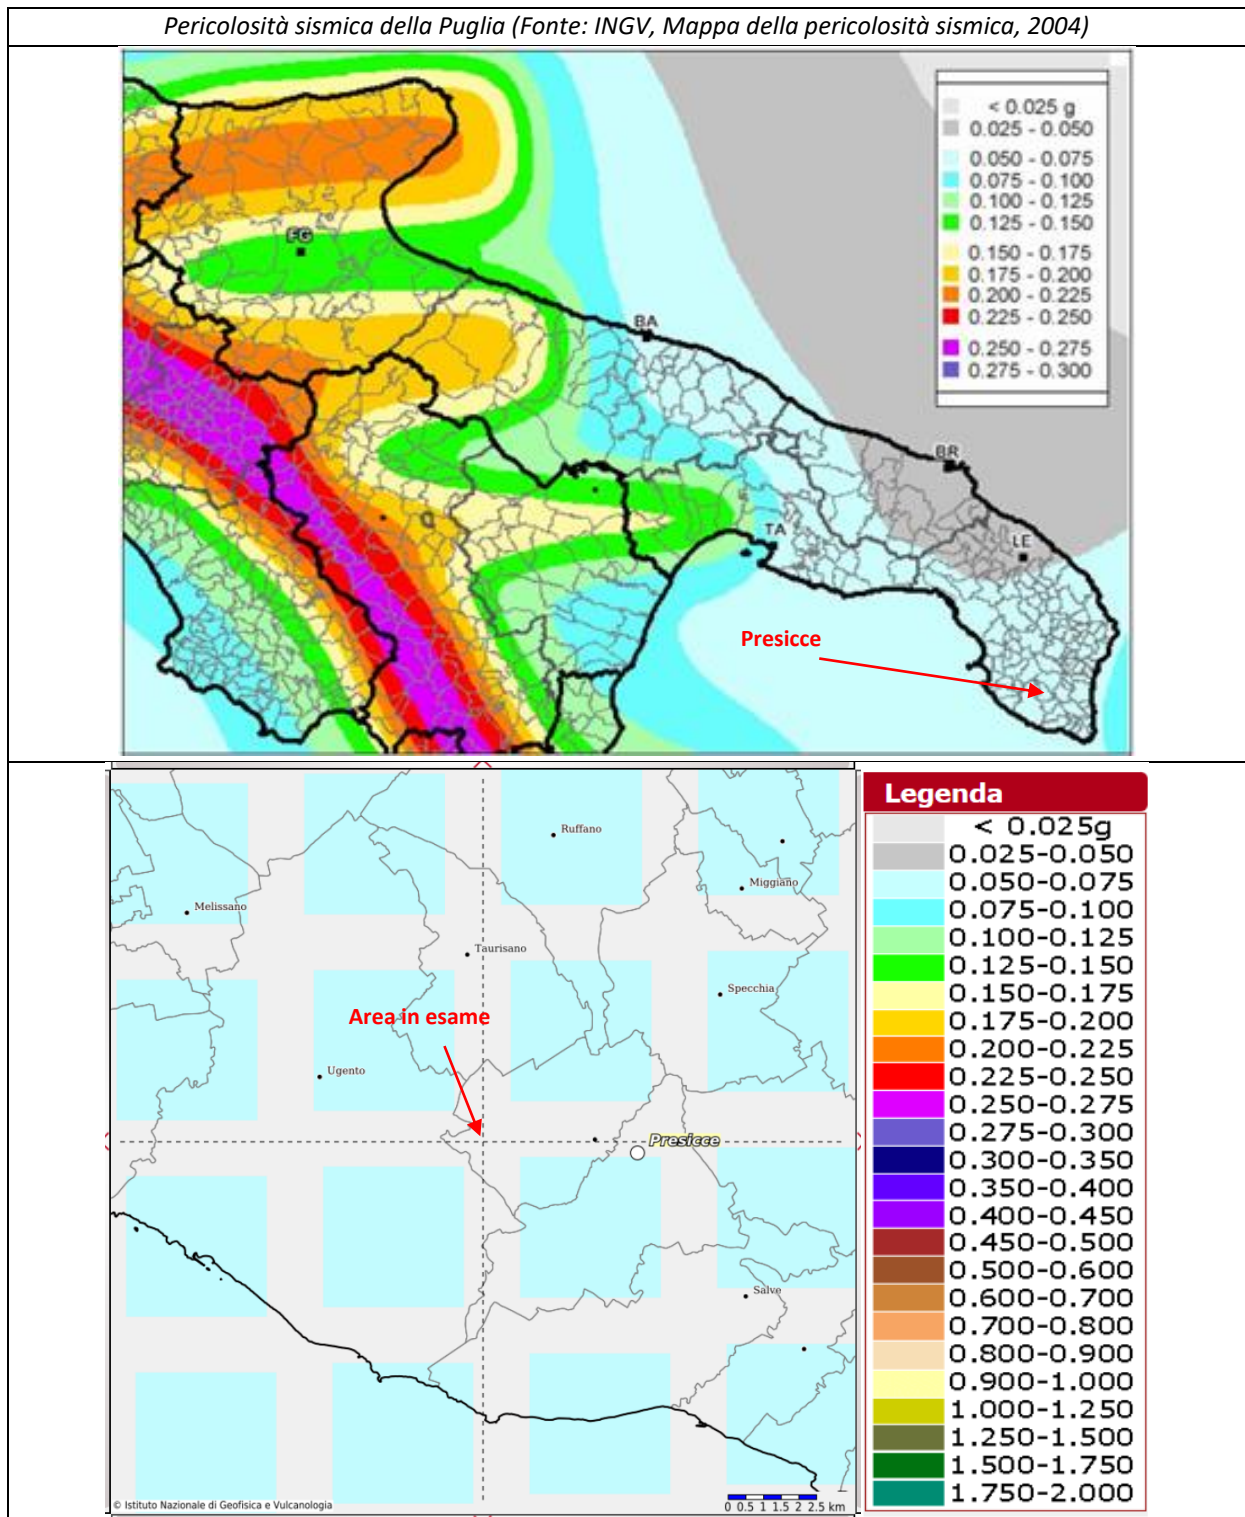 Pericolosità sismica della Puglia (Fonte: INGV, Mappa della pericolosità sismica, 2004)
< 0.025 g
0.025 - 0.050
0.050 - 0.075
0.075 - 0.100
0.100 - 0.125
0.125 - 0.150
0.150 - 0.175
0.175 - 0.200
0.200 - 0.225
0.225 - 0.250
0.250 - 0.275
0.275 - 0.300
FG
BA
BR
TA
LE
Presicce
Ruffano
Miggiano
Melissano
Taurisano
Specchia
Area in esame
Ugento
Presicce
Salve
© Istituto Nazionale di Geofisica e Vulcanologia
0 0.5 1 1.5 2 2.5 km
Legenda
< 0.025g
0.025-0.050
0.050-0.075
0.075-0.100
0.100-0.125
0.125-0.150
0.150-0.175
0.175-0.200
0.200-0.225
0.225-0.250
0.250-0.275
0.275-0.300
0.300-0.350
0.350-0.400
0.400-0.450
0.450-0.500
0.500-0.600
0.600-0.700
0.700-0.800
0.800-0.900
0.900-1.000
1.000-1.250
1.250-1.500
1.500-1.750
1.750-2.000